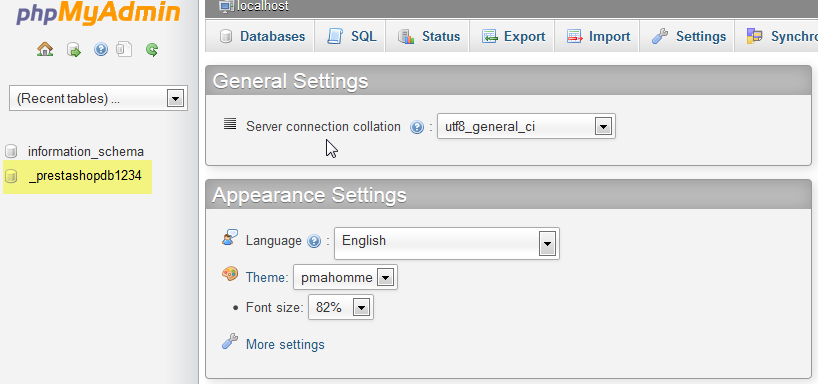 phpMyAdmin
(Recent tables) ...
information_schema
_prestashopdb1234
localhost
Databases SQL Status Export Import Settings Synchro
General Settings
Server connection collation : utf8_general_ci
Appearance Settings
Language : English
Theme: pmahomme
• Font size: 82%
More settings